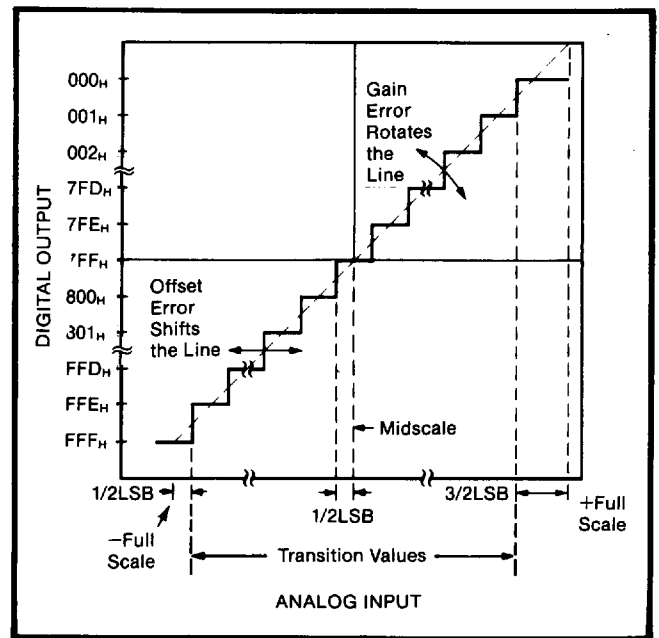 DIGITAL OUTPUT
000H
001H
002H
7FDH
7FEH
7FFH
800H
301H
FFDH
FFEH
FFFH
Gain
Error
Rotates
the
Line
Offset
Error
Shifts
the Line
Midscale
1/2LSB
1/2LSB
3/2LSB
+Full
Scale
−Full
Scale
Transition Values
ANALOG INPUT